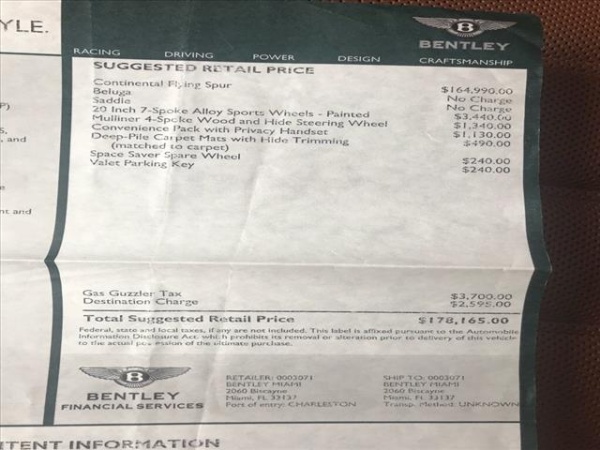 YLE.
B
BENTLEY
RACING DRIVING POWER DESIGN CRAFTSMANSHIP
SUGGESTED RETAIL PRICE
Continental Flying Spur $164,990.00
Beluga No Charge
Saddle No Charge
20 Inch 7-Spoke Alloy Sports Wheels - Painted $3,440.00
Mulliner 4-Spoke Wood and Hide Steering Wheel $1,340.00
Convenience Pack with Privacy Handset $1,130.00
Deep-Pile Carpet Mats with Hide Trimming $490.00
(matched to carpet)
Space Saver Spare Wheel $240.00
Valet Parking Key $240.00
P)
S,
, and
nt and
Gas Guzzler Tax $3,700.00
Destination Charge $2,595.00
Total Suggested Retail Price $178,165.00
Federal, state and local taxes, if any are not included. This label is affixed pursuant to the Automobile
Information Disclosure Act, which prohibits its removal or alteration prior to delivery of this vehicle
to the actual possession of the ultimate purchase.
B
BENTLEY
FINANCIAL SERVICES
RETAILER: 0003071
BENTLEY MIAMI
2060 Biscayne
Miami, FL 33137
Port of entry: CHARLESTON
SHIP TO: 0003071
BENTLEY MIAMI
2060 Biscayne
Miami, FL 33137
Transp. Method: UNKNOWN
TENT INFORMATION